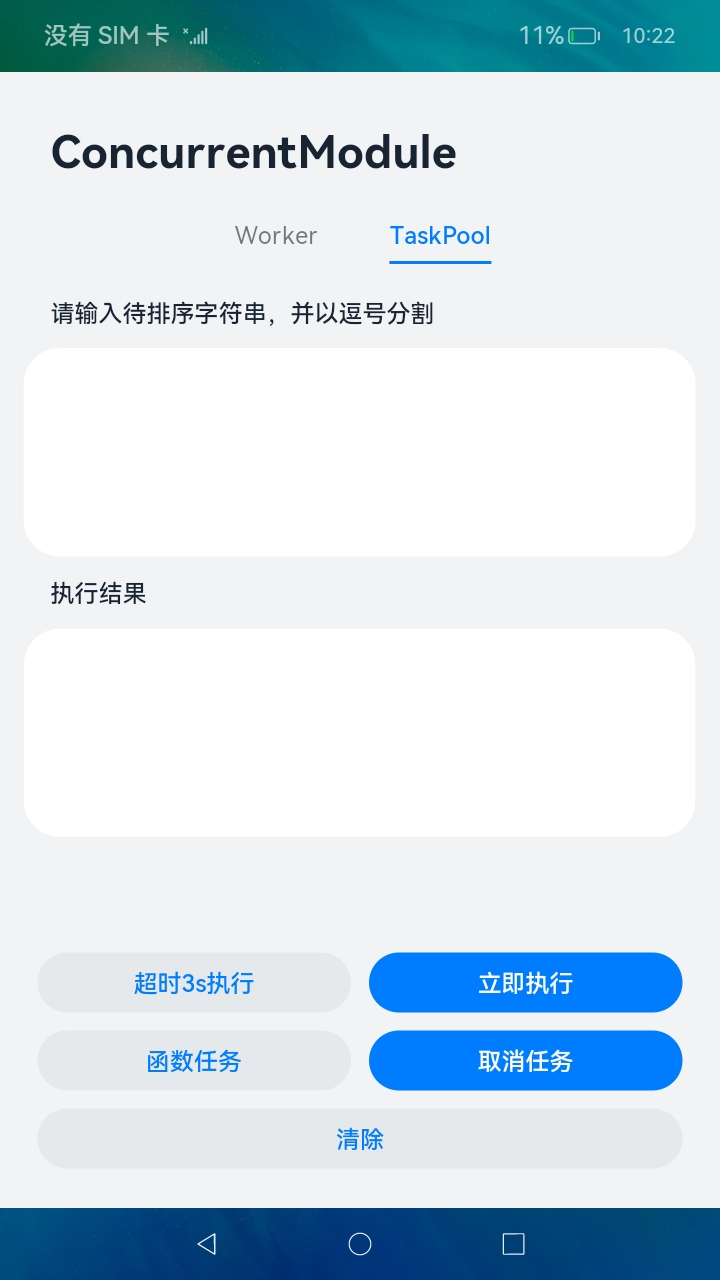 没有 SIM 卡 11% 10:22
ConcurrentModule
Worker TaskPool
请输入待排序字符串，并以逗号分割
执行结果
超时3s执行 立即执行
函数任务 取消任务
清除